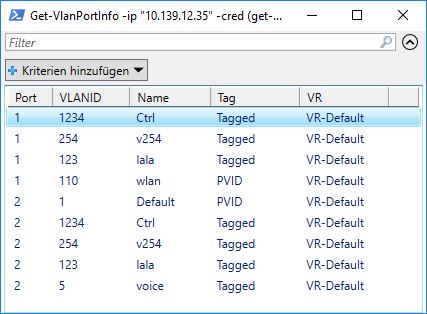 Get-VlanPortInfo -ip "10.139.12.35" -cred (get-...
Filter
Kriterien hinzufügen
Port VLANID Name Tag VR
1 1234 Ctrl Tagged VR-Default
1 254 v254 Tagged VR-Default
1 123 lala Tagged VR-Default
1 110 wlan PVID VR-Default
2 1 Default PVID VR-Default
2 1234 Ctrl Tagged VR-Default
2 254 v254 Tagged VR-Default
2 123 lala Tagged VR-Default
2 5 voice Tagged VR-Default